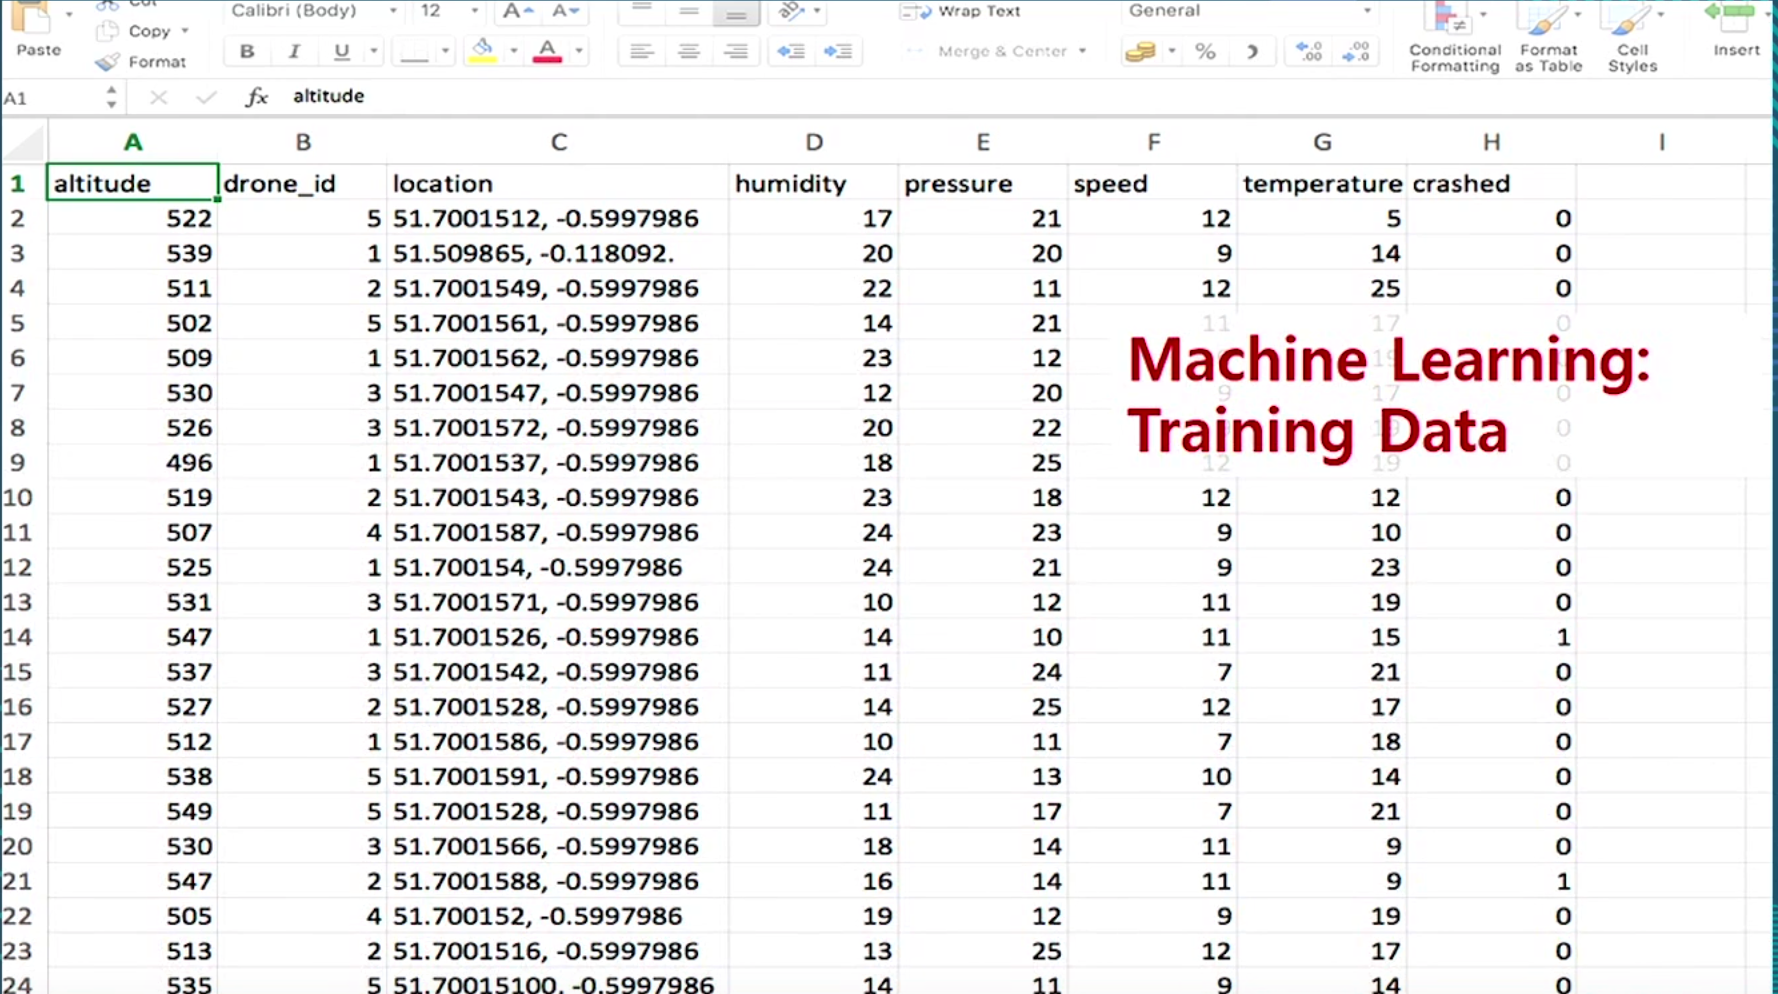 Calibri (Body) 12 A A Wrap Text General
Paste Copy
Format B I U A Merge & Center % Conditional Formatting Format as Table Cell Styles Insert
A1 fx altitude
A B C D E F G H I
1 altitude drone_id location humidity pressure speed temperature crashed
2 522 5 51.7001512, -0.5997986 17 21 12 5 0
3 539 1 51.509865, -0.118092. 20 20 9 14 0
4 511 2 51.7001549, -0.5997986 22 11 12 25 0
5 502 5 51.7001561, -0.5997986 14 21 11 17 0
6 509 1 51.7001562, -0.5997986 23 12
7 530 3 51.7001547, -0.5997986 12 20 9 17 0
8 526 3 51.7001572, -0.5997986 20 22 0
9 496 1 51.7001537, -0.5997986 18 25 12 19 0
Machine Learning:
Training Data
10 519 2 51.7001543, -0.5997986 23 18 12 12 0
11 507 4 51.7001587, -0.5997986 24 23 9 10 0
12 525 1 51.700154, -0.5997986 24 21 9 23 0
13 531 3 51.7001571, -0.5997986 10 12 11 19 0
14 547 1 51.7001526, -0.5997986 14 10 11 15 1
15 537 3 51.7001542, -0.5997986 11 24 7 21 0
16 527 2 51.7001528, -0.5997986 14 25 12 17 0
17 512 1 51.7001586, -0.5997986 10 11 7 18 0
18 538 5 51.7001591, -0.5997986 24 13 10 14 0
19 549 5 51.7001528, -0.5997986 11 17 7 21 0
20 530 3 51.7001566, -0.5997986 18 14 11 9 0
21 547 2 51.7001588, -0.5997986 16 14 11 9 1
22 505 4 51.700152, -0.5997986 19 12 9 19 0
23 513 2 51.7001516, -0.5997986 13 25 12 17 0
24 535 5 51.70015100, -0.5997986 14 11 9 14 0